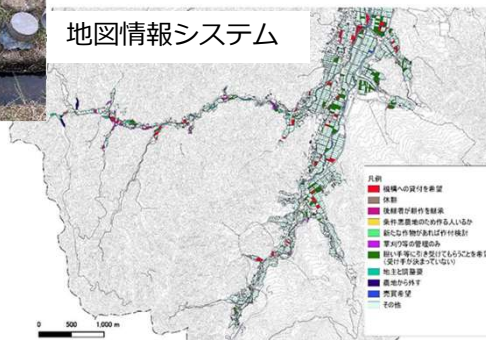 地図情報システム
凡例
機構への貸付を希望
休耕
後継者が耕作を継承
条件悪農地のため作る人いるか
新たな作物があれば作付検討
草刈り等の管理のみ
担い手等に引き受けてもらうことを希望
(受け手が決まっていない)
地主と調整要
農地から外す
売買希望
その他
0 500 1,000 m